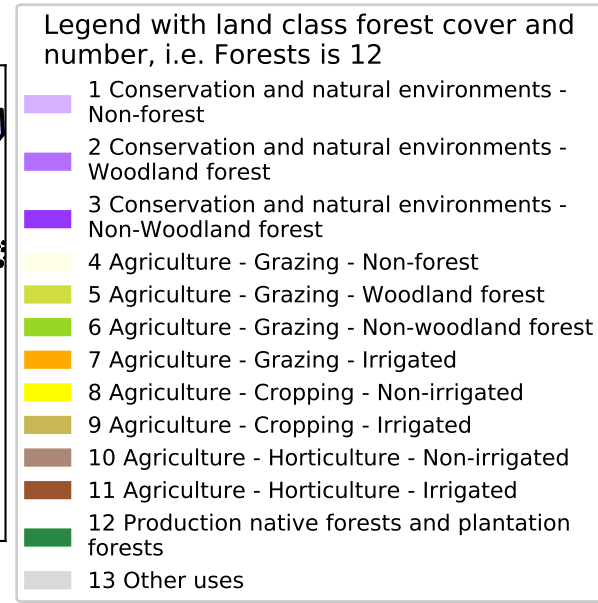 Legend with land class forest cover and
number, i.e. Forests is 12
1 Conservation and natural environments -
Non-forest
2 Conservation and natural environments -
Woodland forest
3 Conservation and natural environments -
Non-Woodland forest
4 Agriculture - Grazing - Non-forest
5 Agriculture - Grazing - Woodland forest
6 Agriculture - Grazing - Non-woodland forest
7 Agriculture - Grazing - Irrigated
8 Agriculture - Cropping - Non-irrigated
9 Agriculture - Cropping - Irrigated
10 Agriculture - Horticulture - Non-irrigated
11 Agriculture - Horticulture - Irrigated
12 Production native forests and plantation
forests
13 Other uses